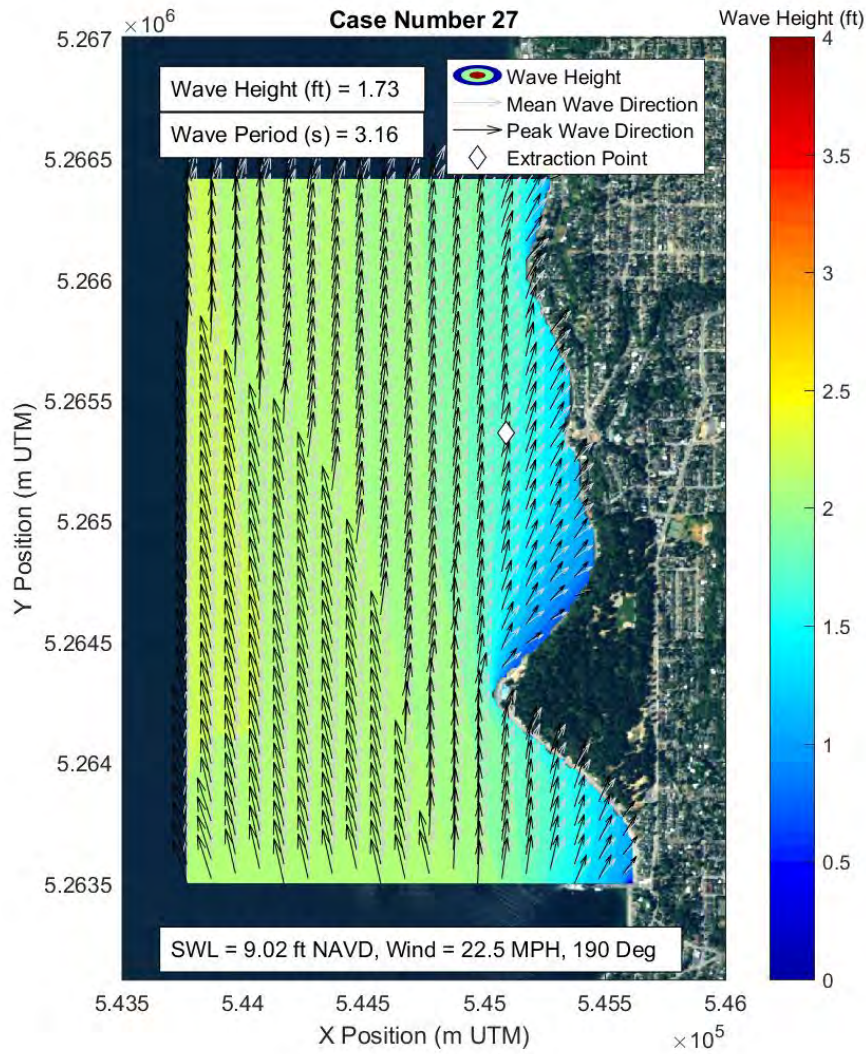 Case Number 27
×10⁶
Wave Height (ft)
Wave Height (ft) = 1.73
Wave Period (s) = 3.16
Wave Height
Mean Wave Direction
Peak Wave Direction
Extraction Point
5.267
5.2665
5.266
5.2655
5.265
5.2645
5.264
5.2635
Y Position (m UTM)
4
3.5
3
2.5
2
1.5
1
0.5
0
SWL = 9.02 ft NAVD, Wind = 22.5 MPH, 190 Deg
5.435 5.44 5.445 5.45 5.455 5.46
X Position (m UTM)
×10⁵